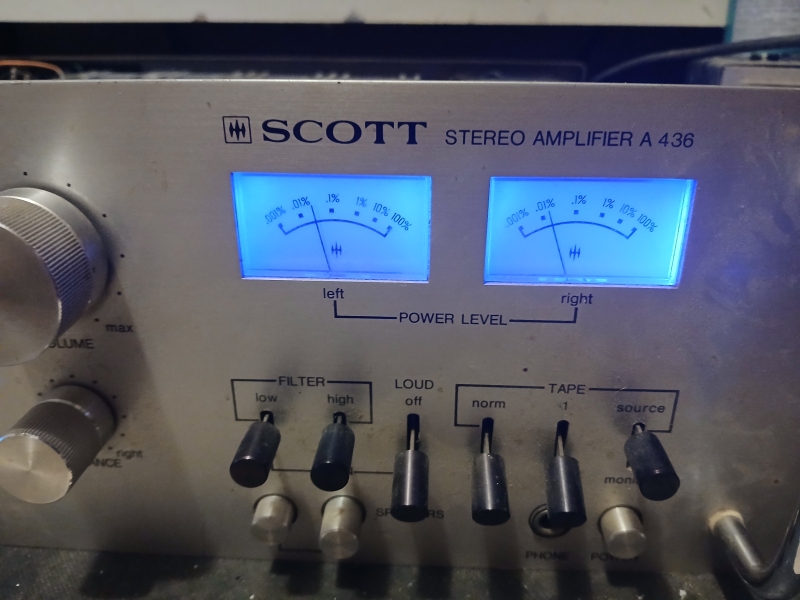 SCOTT STEREO AMPLIFIER A 436
.001% .01% .1% 1% 10% 100%
.001% .01% .1% 1% 10% 100%
left
right
POWER LEVEL
max
FILTER
low
high
LOUD
off
TAPE
norm
1
source
right